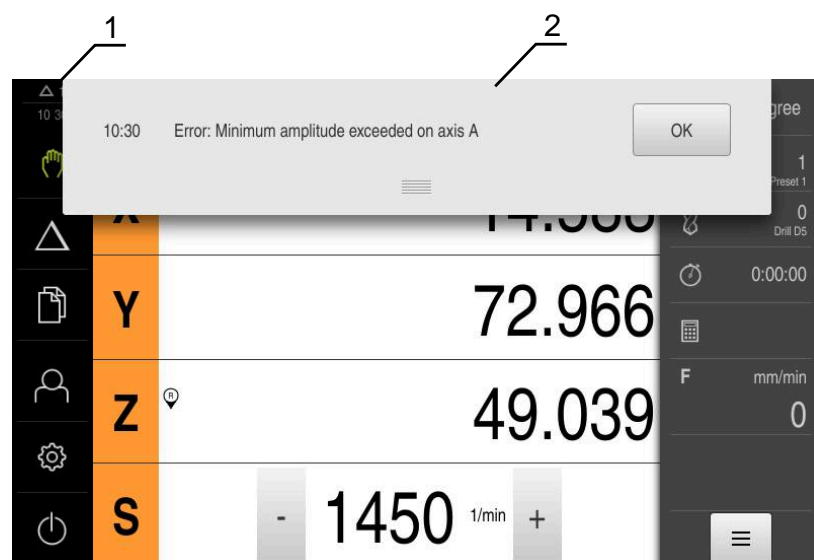 1
2
10:30 Error: Minimum amplitude exceeded on axis A OK
1
Preset 1
0
Drill D5
0:00:00
Y 72.966
Z R 49.039
F mm/min
0
S - 1450 1/min +